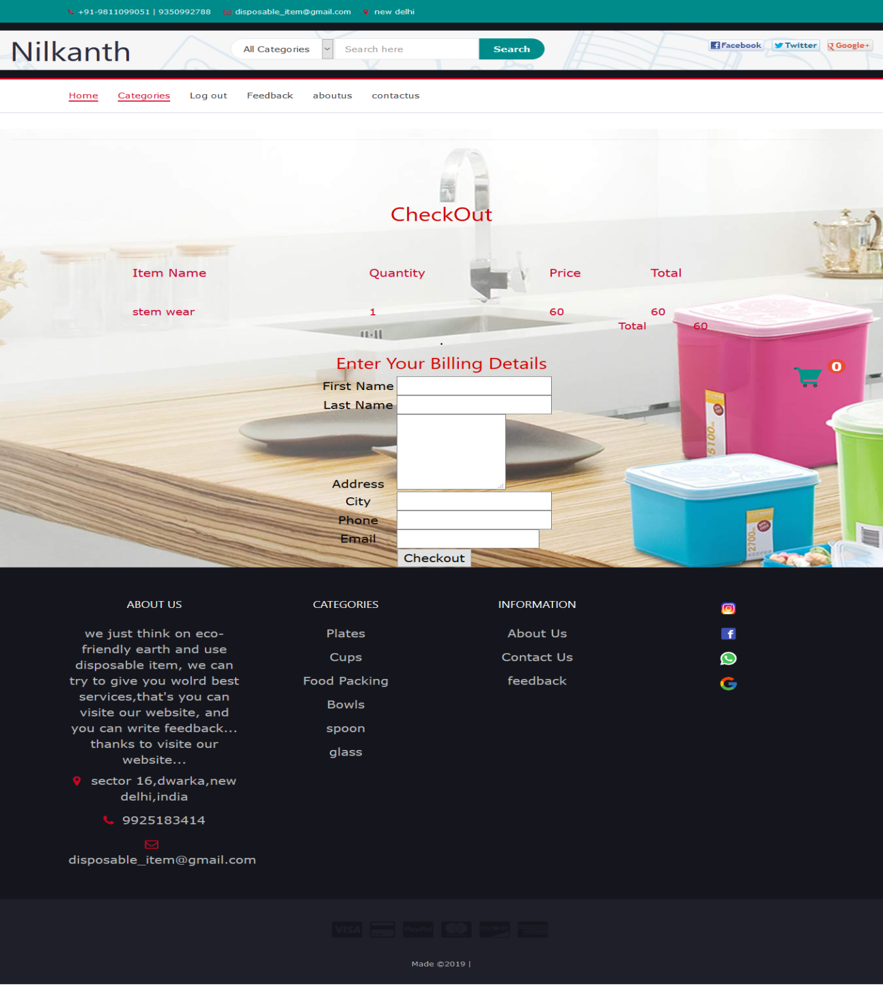 +91-9811099051 | 9350992788 disposable_item@gmail.com new delhi
Nilkanth
All Categories Search here Search
Facebook Twitter Google+
Home Categories Log out Feedback aboutus contactus
CheckOut
Item Name Quantity Price Total
stem wear 1 60 60
Total 60
.
Enter Your Billing Details
0
First Name
Last Name
5100
Address
City
Phone
Email
2700
Checkout
ABOUT US
we just think on eco-
friendly earth and use
disposable item, we can
try to give you wolrd best
services,that's you can
visite our website, and
you can write feedback...
thanks to visite our
website...
sector 16,dwarka,new
delhi,india
9925183414
disposable_item@gmail.com
CATEGORIES
Plates
Cups
Food Packing
Bowls
spoon
glass
INFORMATION
About Us
Contact Us
feedback
VISA PayPal
Made ©2019 |